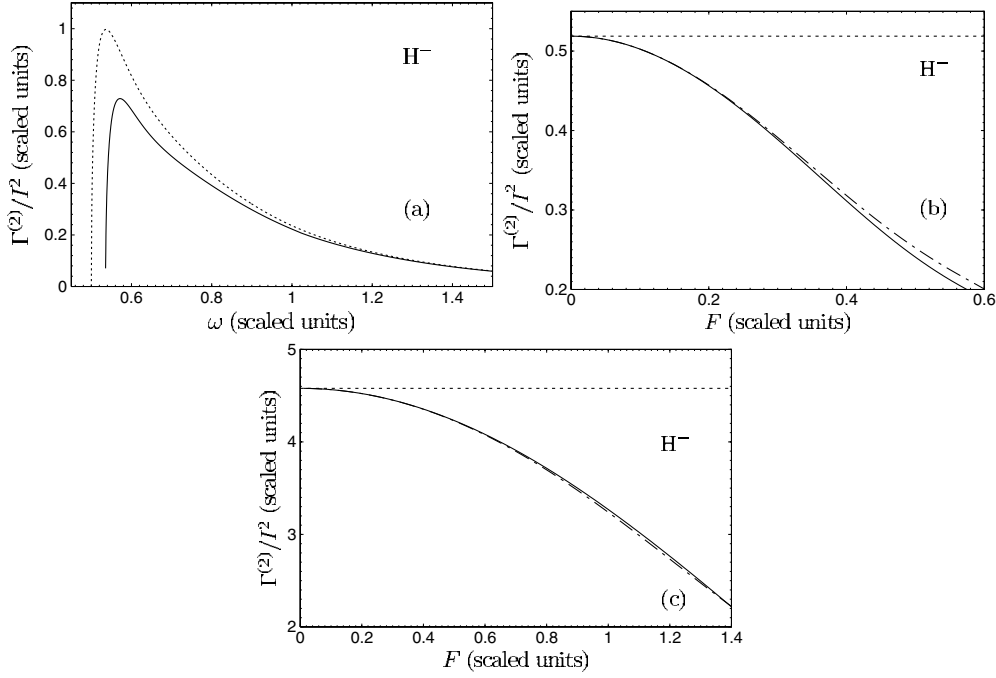 1
0.8
0.6
0.4
0.2
0
0.6 0.8 1 1.2 1.4
Γ(2)/I2 (scaled units)
ω (scaled units)
H−
(a)
0.5
0.4
0.3
0.2
0 0.2 0.4 0.6
Γ(2)/I2 (scaled units)
F (scaled units)
H−
(b)
5
4
3
2
0 0.2 0.4 0.6 0.8 1 1.2 1.4
Γ(2)/I2 (scaled units)
F (scaled units)
H−
(c)